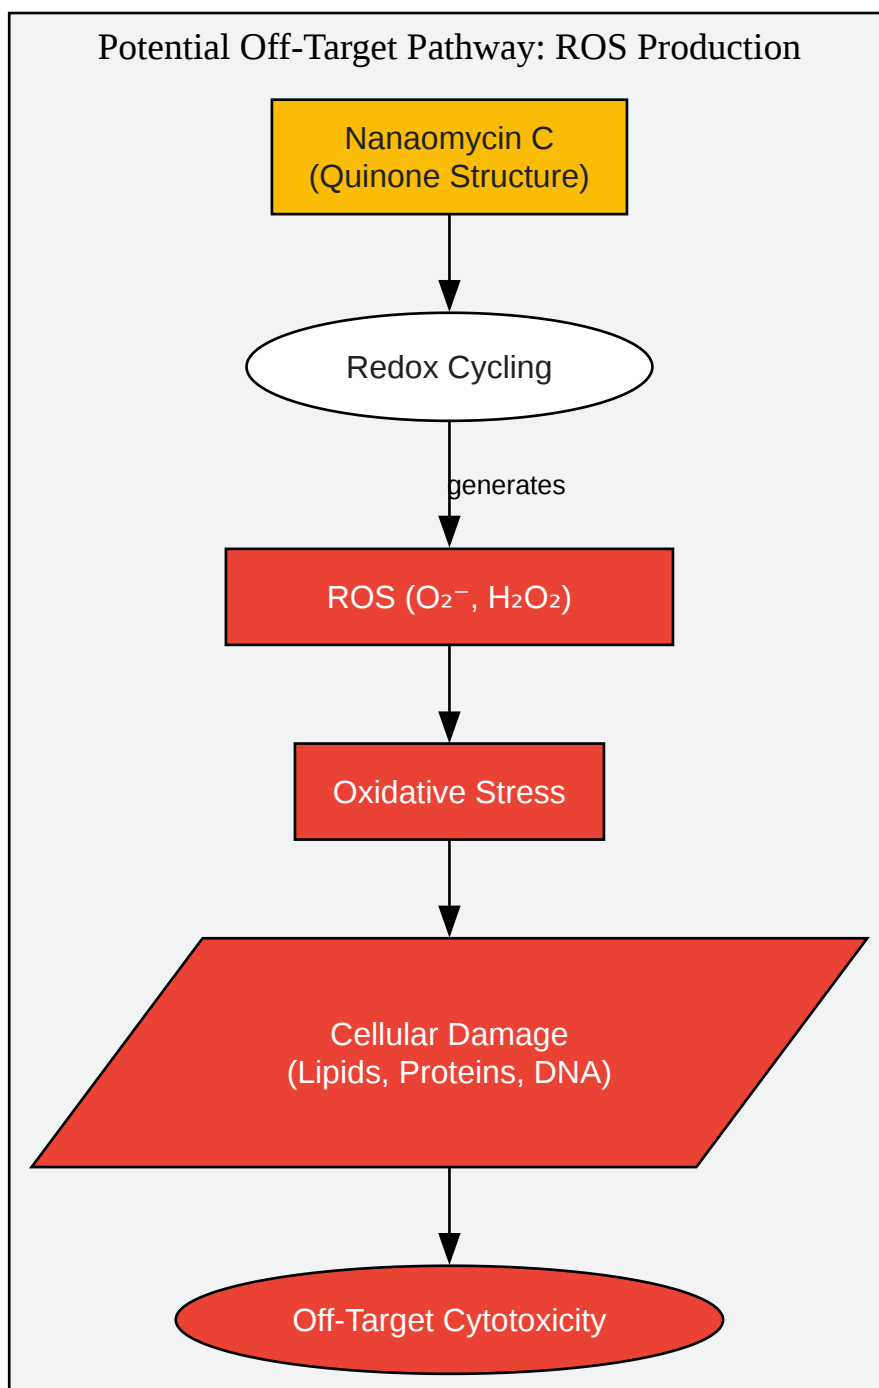 Potential Off-Target Pathway: ROS Production
Nanaomycin C
(Quinone Structure)
Redox Cycling
generates
ROS (O₂⁻, H₂O₂)
Oxidative Stress
Cellular Damage
(Lipids, Proteins, DNA)
Off-Target Cytotoxicity